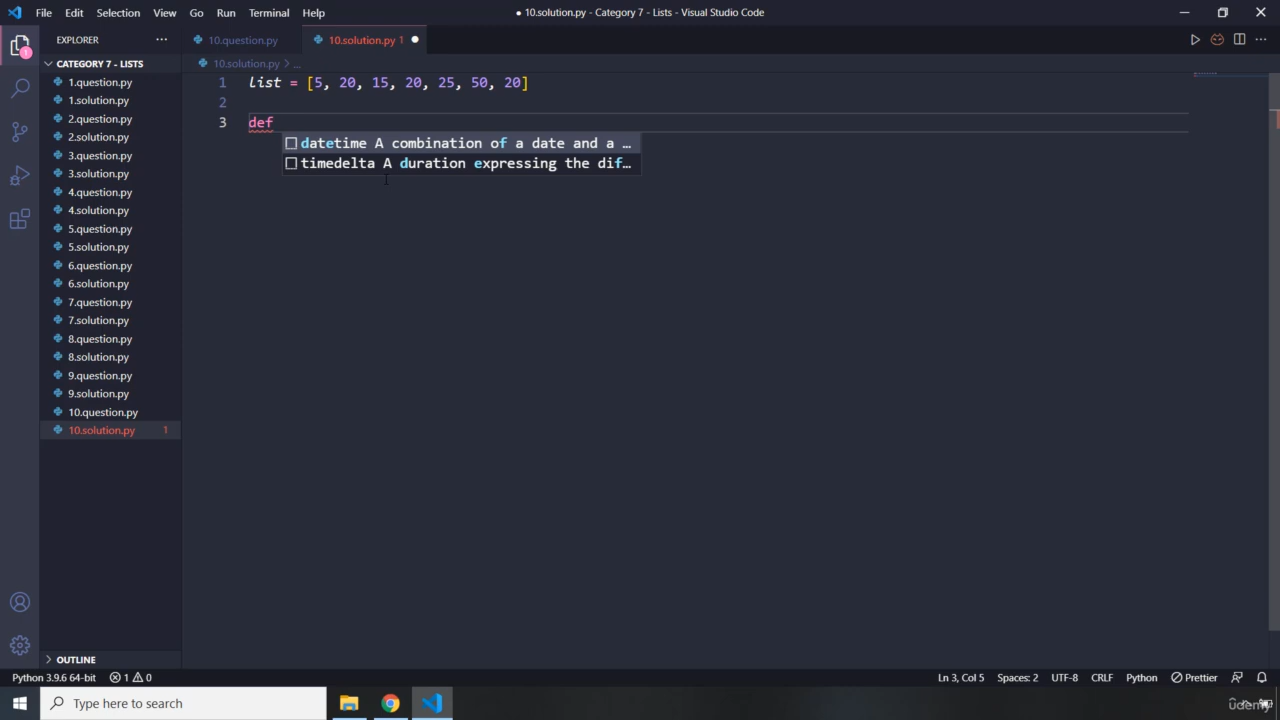 File Edit Selection View Go Run Terminal Help
● 10.solution.py - Category 7 - Lists - Visual Studio Code
EXPLORER
10.question.py
10.solution.py 1
CATEGORY 7 - LISTS
10.solution.py > ...
1 list = [5, 20, 15, 20, 25, 50, 20]
2
3 def
datetime A combination of a date and a …
timedelta A duration expressing the dif…
1.question.py
1.solution.py
2.question.py
2.solution.py
3.question.py
3.solution.py
4.question.py
4.solution.py
5.question.py
5.solution.py
6.question.py
6.solution.py
7.question.py
7.solution.py
8.question.py
8.solution.py
9.question.py
9.solution.py
10.question.py
10.solution.py 1
OUTLINE
Python 3.9.6 64-bit 1 0
Ln 3, Col 5 Spaces: 2 UTF-8 CRLF Python Prettier
Type here to search
udemy